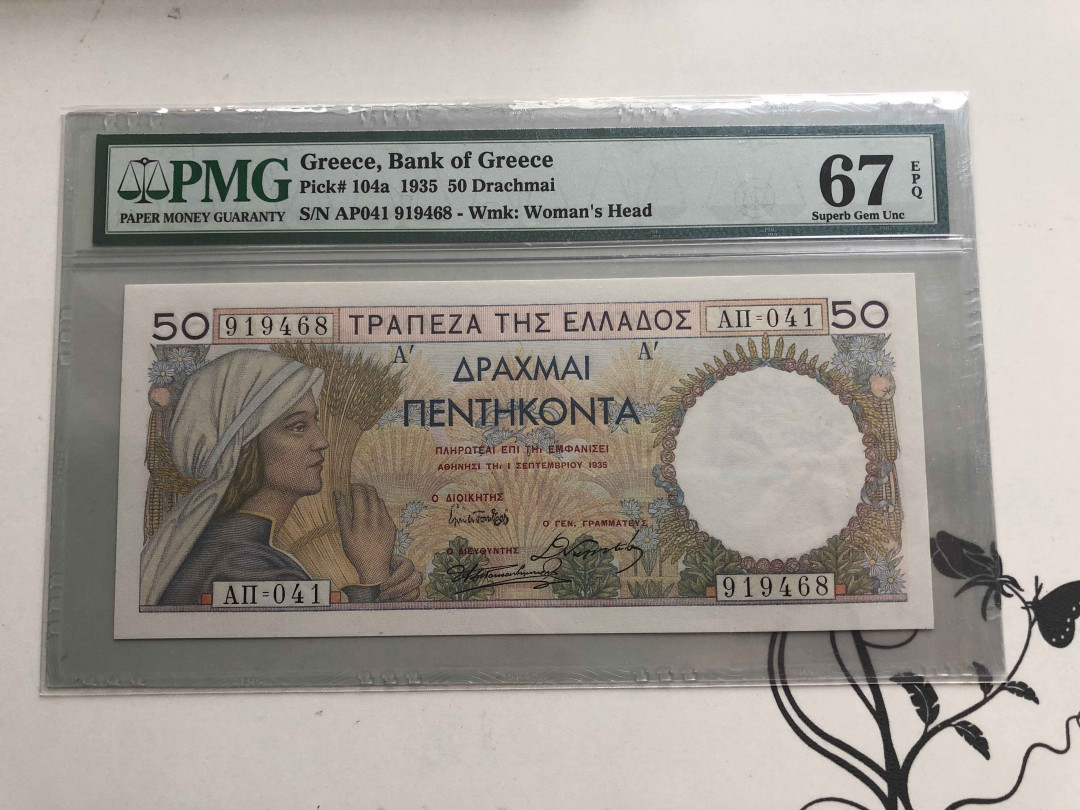 PMG
PAPER MONEY GUARANTY
Greece, Bank of Greece
Pick# 104a 1935 50 Drachmai
S/N AP041 919468 - Wmk: Woman's Head
67
EPQ
Superb Gem Unc
50 919468 ΤΡΑΠΕΖΑ ΤΗΣ ΕΛΛΑΔΟΣ ΑΠ=041 50
Α′ Α′
ΔΡΑΧΜΑΙ
ΠΕΝΤΗΚΟΝΤΑ
ΠΛΗΡΩΤΕΑΙ ΕΠΙ ΤΗι ΕΜΦΑΝΙΣΕΙ
ΑΘΗΝΗΣΙ ΤΗι 1 ΣΕΠΤΕΜΒΡΙΟΥ 1935
Ο ΔΙΟΙΚΗΤΗΣ
Ο ΓΕΝ. ΓΡΑΜΜΑΤΕΥΣ
Ο ΔΙΕΥΘΥΝΤΗΣ
ΑΠ=041 919468